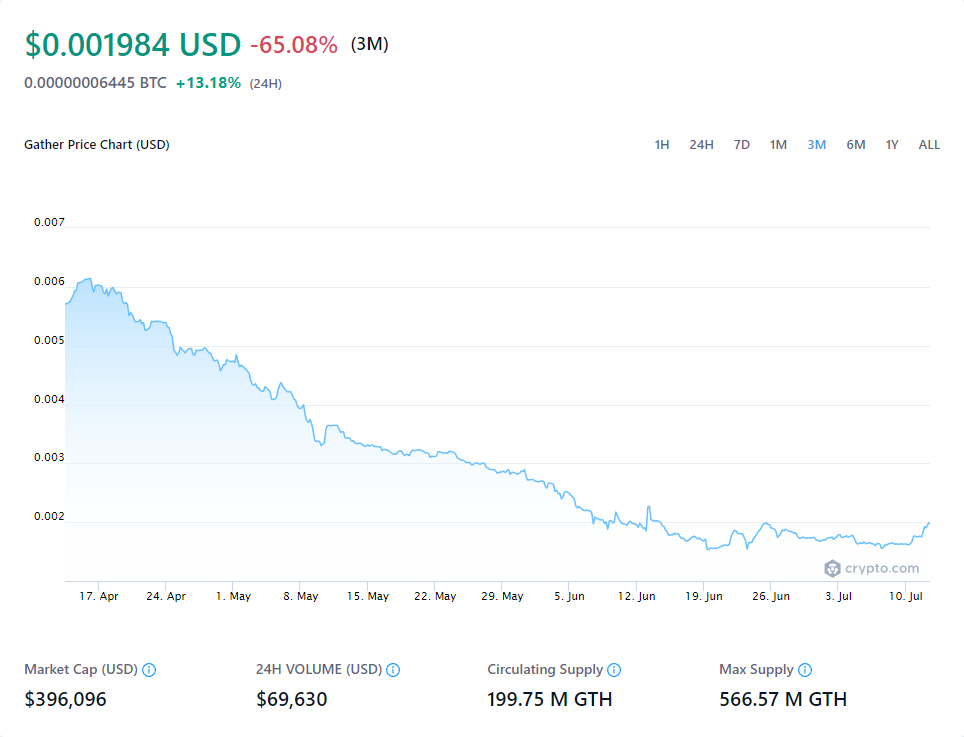 $0.001984 USD -65.08% (3M)
0.00000006445 BTC +13.18% (24H)
Gather Price Chart (USD) 1H 24H 7D 1M 3M 6M 1Y ALL
0.007
0.006
0.005
0.004
0.003
0.002
crypto.com
17. Apr 24. Apr 1. May 8. May 15. May 22. May 29. May 5. Jun 12. Jun 19. Jun 26. Jun 3. Jul 10. Jul
Market Cap (USD) 24H VOLUME (USD) Circulating Supply Max Supply
$396,096 $69,630 199.75 M GTH 566.57 M GTH